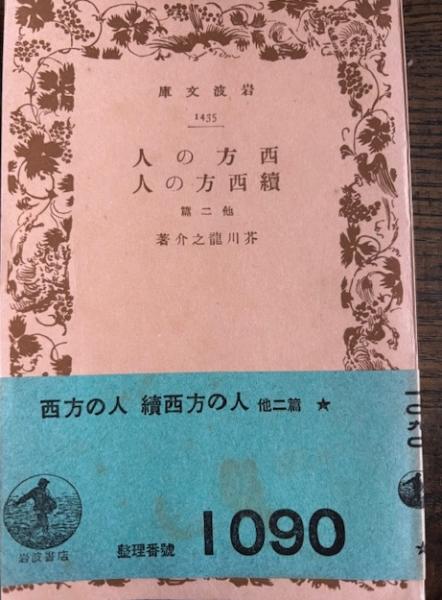 岩波文庫
1435
西方の人
續西方の人
他二篇
芥川龍之介著
西方の人 續西方の人 他二篇 ★
岩波書店
整理番號 1090